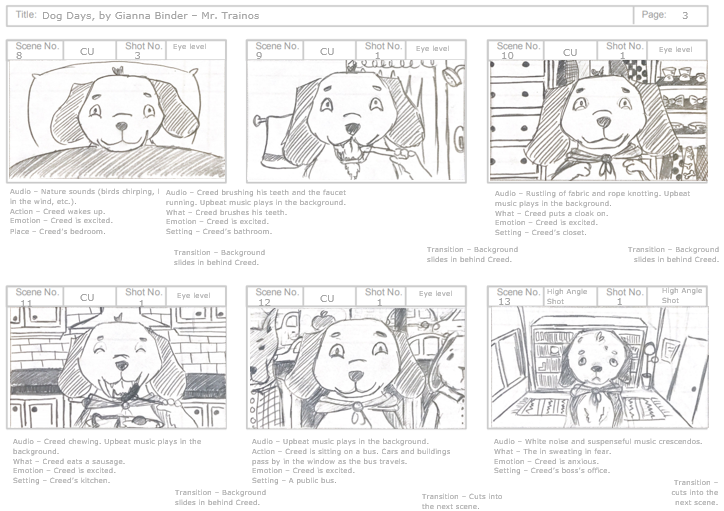 Title: Dog Days, by Gianna Binder – Mr. Trainos
Page: 3
Scene No. 8
CU
Shot No. 3
Eye level
Scene No. 9
CU
Shot No. 1
Eye level
Scene No. 10
CU
Shot No. 1
Eye level
Audio – Nature sounds (birds chirping,
in the wind, etc.).
Action – Creed wakes up.
Emotion – Creed is excited.
Place – Creed's bedroom.
Audio – Creed brushing his teeth and the faucet
running. Upbeat music plays in the background.
What – Creed brushes his teeth.
Emotion – Creed is excited.
Setting – Creed's bathroom.
Audio – Rustling of fabric and rope knotting. Upbeat
music plays in the background.
What – Creed puts a cloak on.
Emotion – Creed is excited.
Setting – Creed's closet.
Transition – Background
slides in behind Creed.
Transition – Background
slides in behind Creed.
Transition – Background
slides in behind Creed.
Scene No. 11
CU
Shot No. 1
Eye level
Scene No. 12
CU
Shot No. 1
Eye level
Scene No. 13
High Angle
Shot
Shot No. 1
High Angle
Shot
Audio – Creed chewing. Upbeat music plays in the
background.
What – Creed eats a sausage.
Emotion – Creed is excited.
Setting – Creed's kitchen.
Audio – Upbeat music plays in the background.
Action – Creed is sitting on a bus. Cars and buildings
pass by in the window as the bus travels.
Emotion – Creed is excited.
Setting – A public bus.
Audio – White noise and suspenseful music crescendos.
What – The in sweating in fear.
Emotion – Creed is anxious.
Setting – Creed's boss's office.
Transition – Background
slides in behind Creed.
Transition – Cuts into
the next scene.
Transition –
cuts into the
next scene.